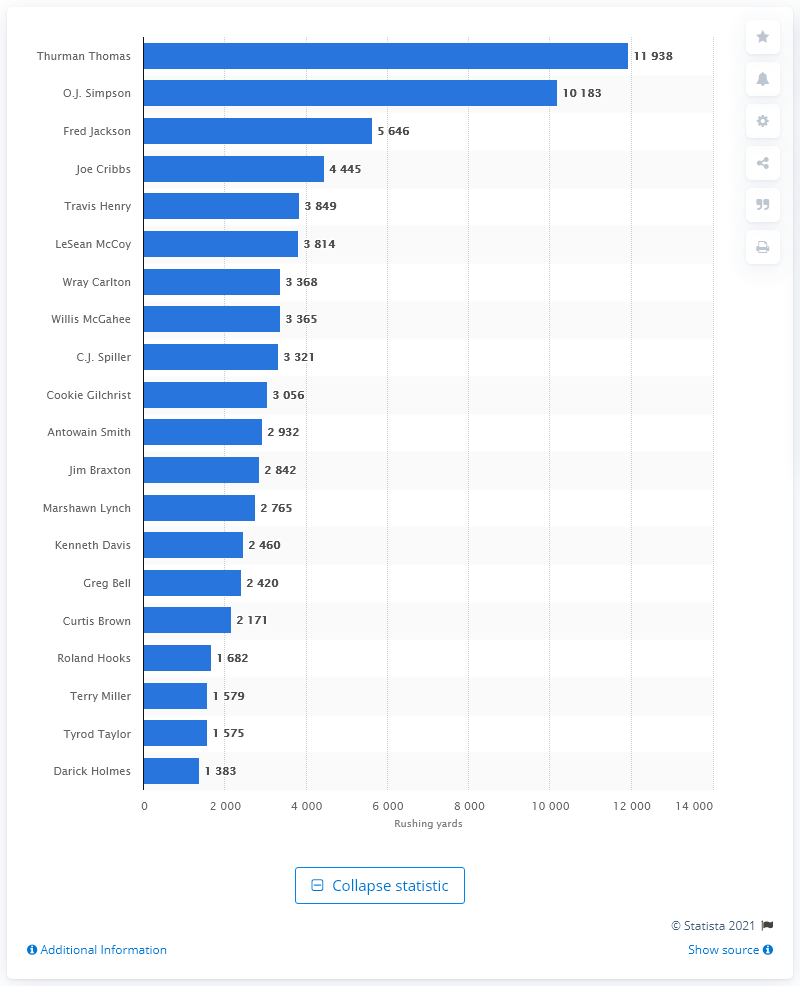 Thurman Thomas 11 938
O.J. Simpson 10 183
Fred Jackson 5 646
Joe Cribbs 4 445
Travis Henry 3 849
LeSean McCoy 3 814
Wray Carlton 3 368
Willis McGahee 3 365
C.J. Spiller 3 321
Cookie Gilchrist 3 056
Antowain Smith 2 932
Jim Braxton 2 842
Marshawn Lynch 2 765
Kenneth Davis 2 460
Greg Bell 2 420
Curtis Brown 2 171
Roland Hooks 1 682
Terry Miller 1 579
Tyrod Taylor 1 575
Darick Holmes 1 383
0 2 000 4 000 6 000 8 000 10 000 12 000 14 000
Rushing yards
Collapse statistic
© Statista 2021
Additional Information Show source